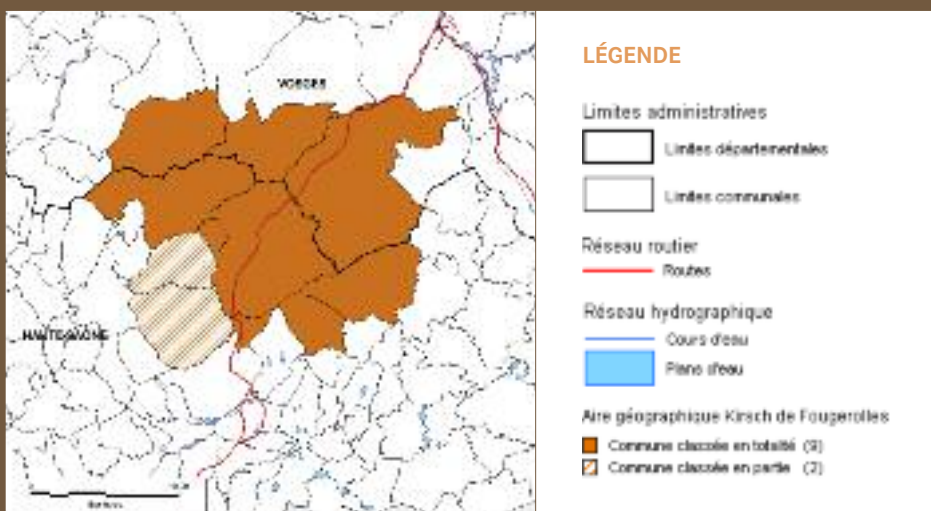 VOSGES
HAUTE-SAÔNE
LÉGENDE
Limites administratives
Limites départementales
Limites communales
Réseau routier
Routes
Réseau hydrographique
Cours d'eau
Plans d'eau
Aire géographique Kirsch de Fougerolles
Commune classée en totalité (9)
Commune classée en partie (2)